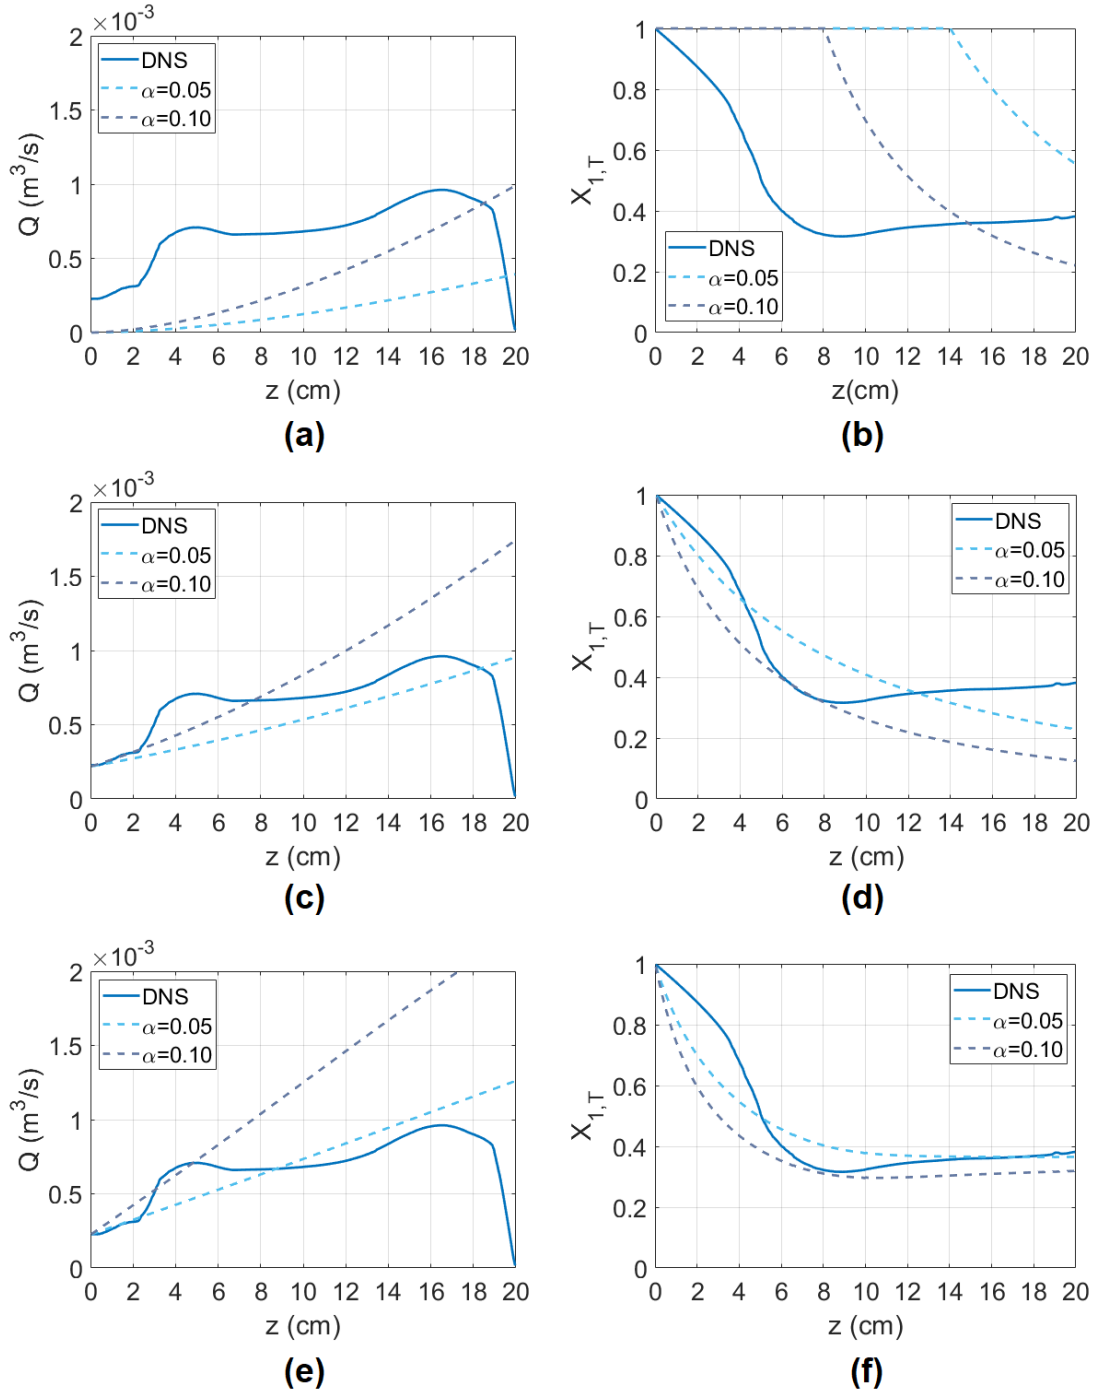 ×10⁻³
2
1.5
1
0.5
0
Q (m³/s)
DNS
α=0.05
α=0.10
0 2 4 6 8 10 12 14 16 18 20
z (cm)
(a)
1
0.8
0.6
0.4
0.2
0
X₁,T
DNS
α=0.05
α=0.10
0 2 4 6 8 10 12 14 16 18 20
z(cm)
(b)
×10⁻³
2
1.5
1
0.5
0
Q (m³/s)
DNS
α=0.05
α=0.10
0 2 4 6 8 10 12 14 16 18 20
z (cm)
(c)
1
0.8
0.6
0.4
0.2
0
X₁,T
DNS
α=0.05
α=0.10
0 2 4 6 8 10 12 14 16 18 20
z (cm)
(d)
×10⁻³
2
1.5
1
0.5
0
Q (m³/s)
DNS
α=0.05
α=0.10
0 2 4 6 8 10 12 14 16 18 20
z (cm)
(e)
1
0.8
0.6
0.4
0.2
0
X₁,T
DNS
α=0.05
α=0.10
0 2 4 6 8 10 12 14 16 18 20
z (cm)
(f)